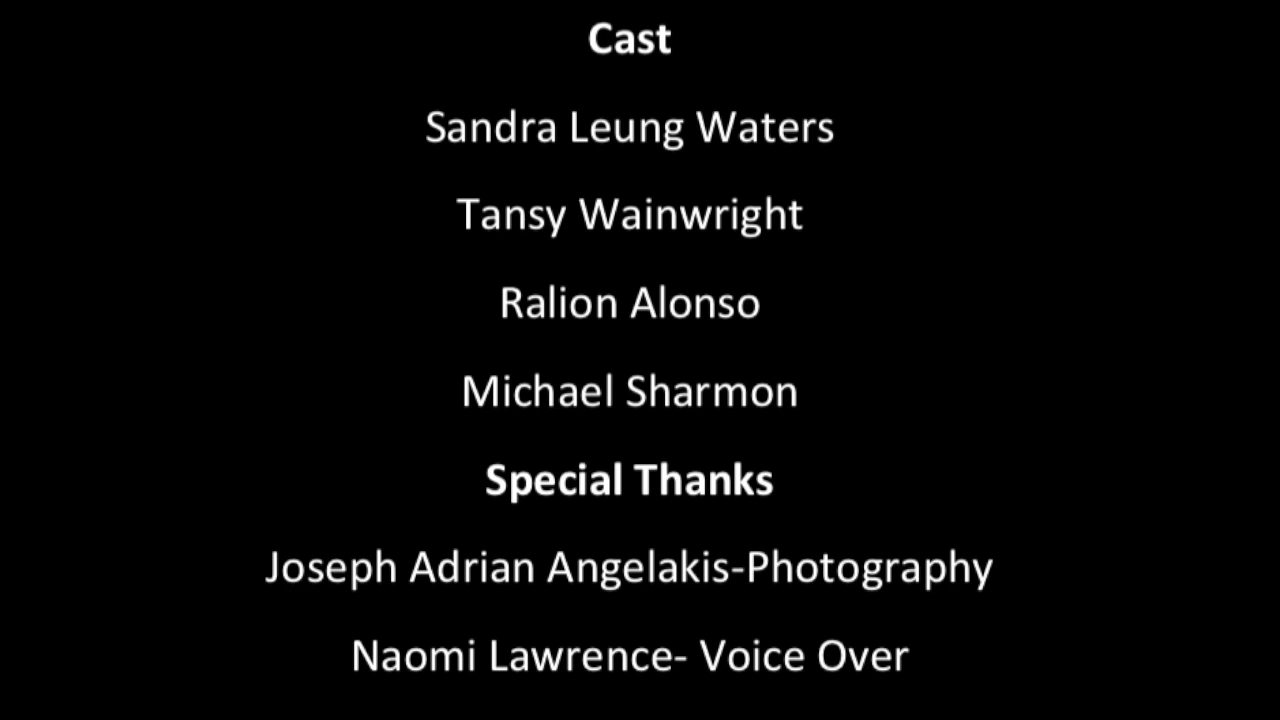 Cast
Sandra Leung Waters
Tansy Wainwright
Ralion Alonso
Michael Sharmon
Special Thanks
Joseph Adrian Angelakis-Photography
Naomi Lawrence- Voice Over